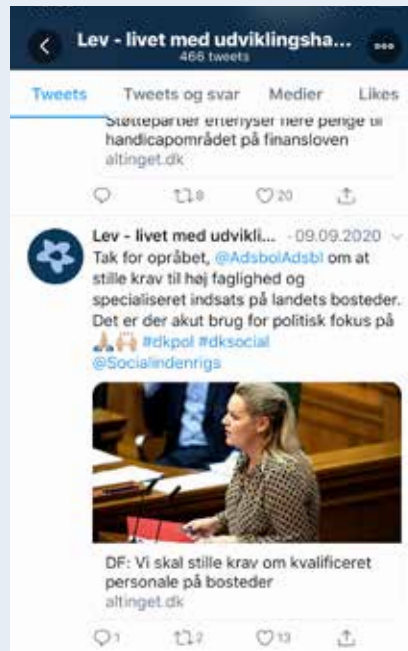 Lev - livet med udviklingsha...
466 tweets
Tweets Tweets og svar Medier Likes
Støttepartier efterlyser flere penge til
handicapområdet på finansloven
altinget.dk
8 20
Lev - livet med udvikli... · 09.09.2020
Tak for opråbet, @AdsbolAdsbl om at
stille krav til høj faglighed og
specialiseret indsats på landets bosteder.
Det er der akut brug for politisk fokus på
🙏🏼🙌🏼 #dkpol #dksocial
@Socialindenrigs
DF: Vi skal stille krav om kvalificeret
personale på bosteder
altinget.dk
1 2 13